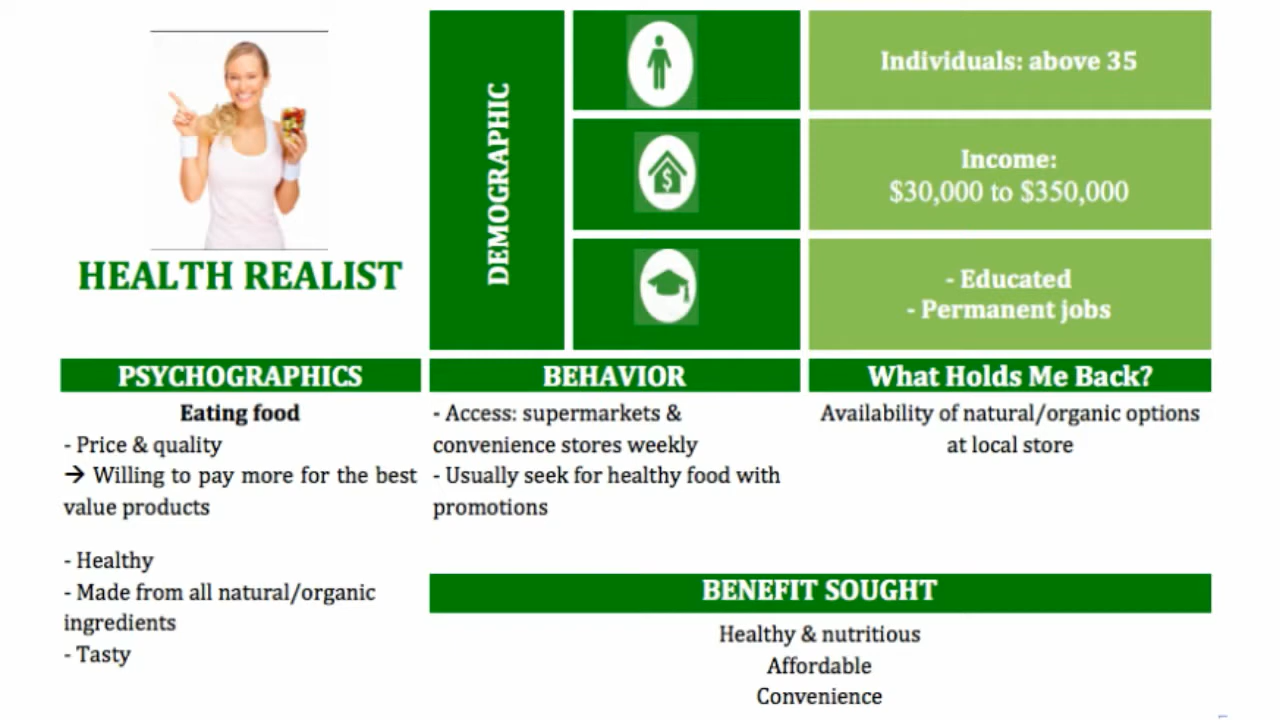 HEALTH REALIST
DEMOGRAPHIC
Individuals: above 35
$
Income:
$30,000 to $350,000
- Educated
- Permanent jobs
PSYCHOGRAPHICS
Eating food
- Price & quality
→ Willing to pay more for the best
value products
- Healthy
- Made from all natural/organic
ingredients
- Tasty
BEHAVIOR
- Access: supermarkets &
convenience stores weekly
- Usually seek for healthy food with
promotions
What Holds Me Back?
Availability of natural/organic options
at local store
BENEFIT SOUGHT
Healthy & nutritious
Affordable
Convenience